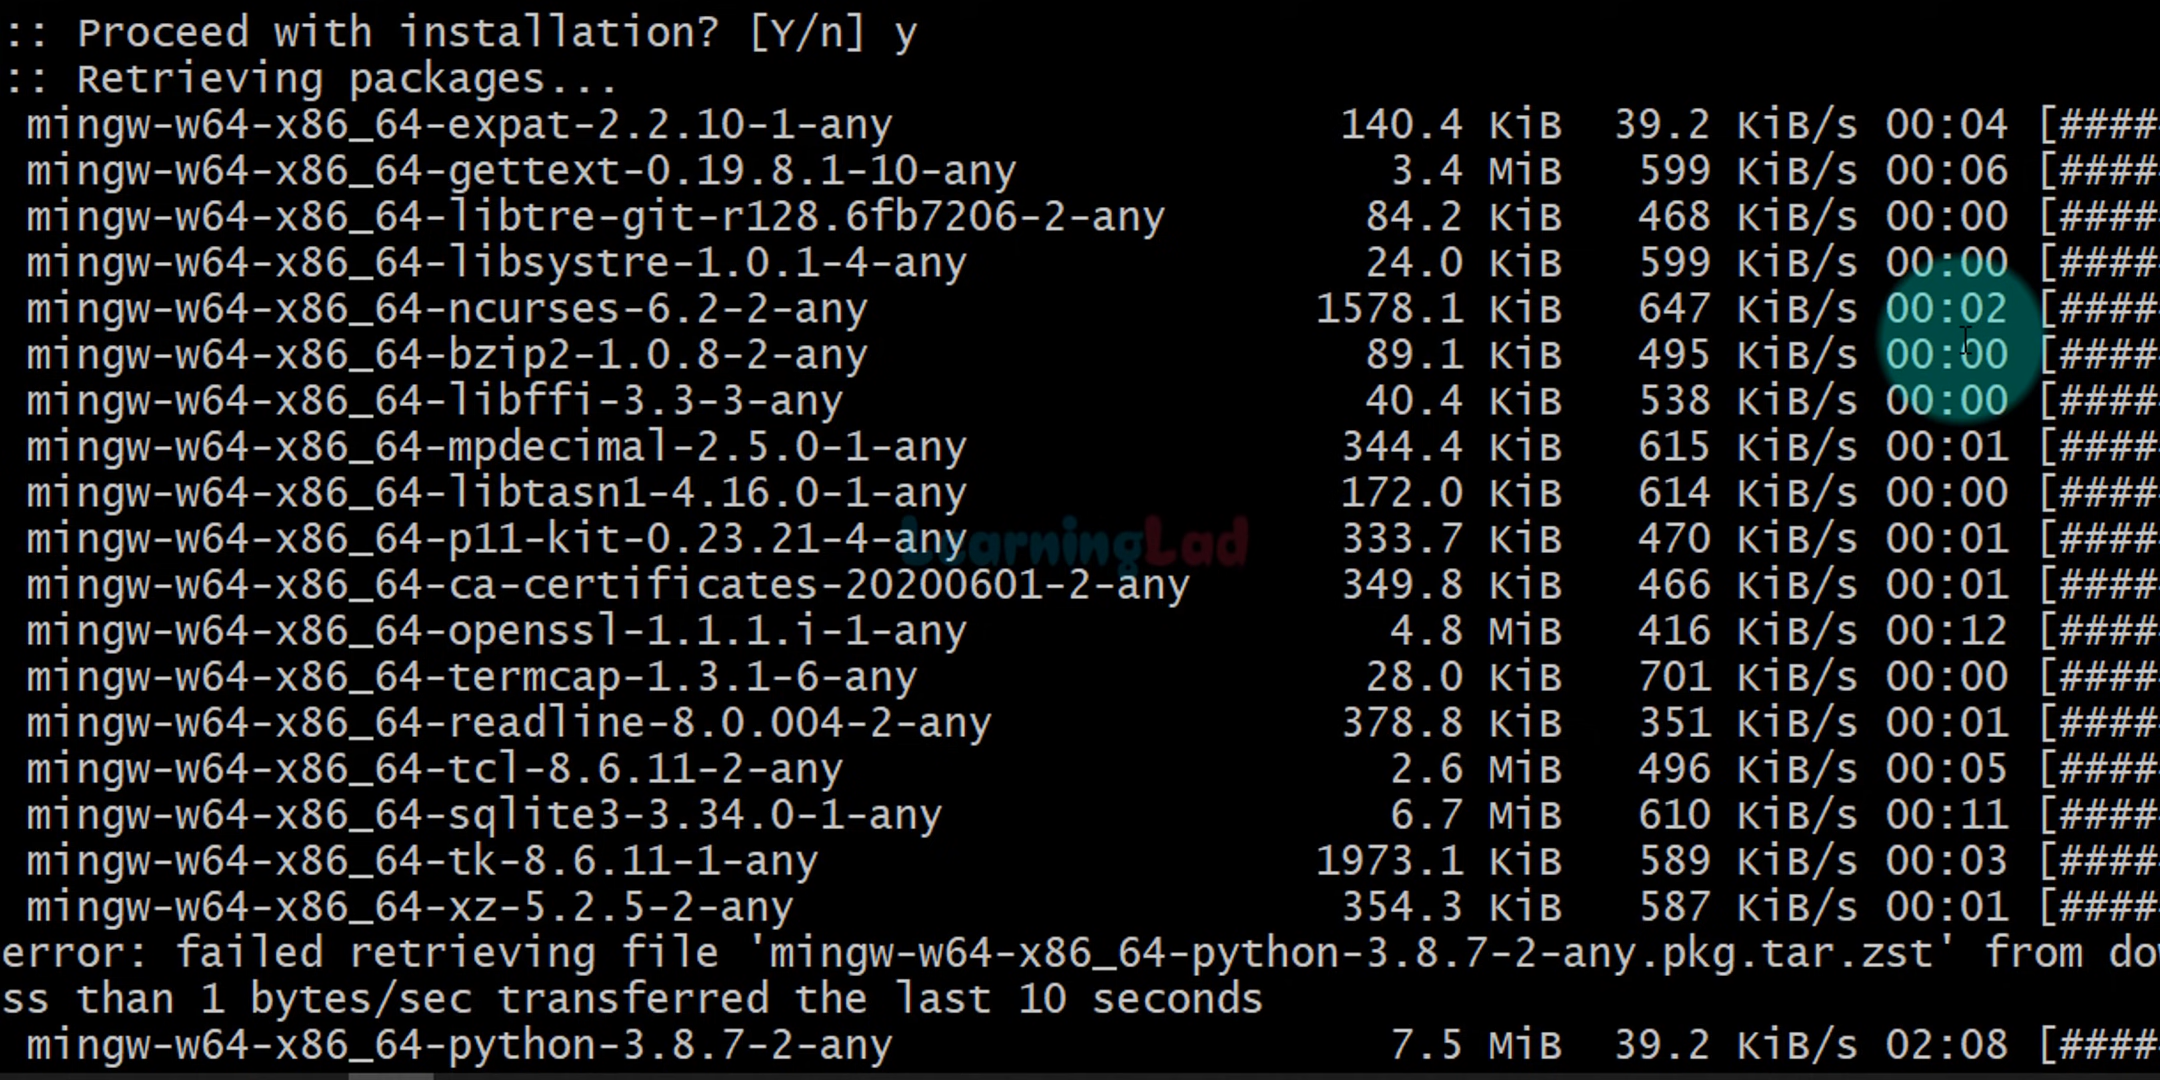 :: Proceed with installation? [Y/n] y
:: Retrieving packages...
mingw-w64-x86_64-expat-2.2.10-1-any 140.4 KiB 39.2 KiB/s 00:04 [####
mingw-w64-x86_64-gettext-0.19.8.1-10-any 3.4 MiB 599 KiB/s 00:06 [####
mingw-w64-x86_64-libtre-git-r128.6fb7206-2-any 84.2 KiB 468 KiB/s 00:00 [####
mingw-w64-x86_64-libsystre-1.0.1-4-any 24.0 KiB 599 KiB/s 00:00 [####
mingw-w64-x86_64-ncurses-6.2-2-any 1578.1 KiB 647 KiB/s 00:02 [####
mingw-w64-x86_64-bzip2-1.0.8-2-any 89.1 KiB 495 KiB/s 00:00 [####
mingw-w64-x86_64-libffi-3.3-3-any 40.4 KiB 538 KiB/s 00:00 [####
mingw-w64-x86_64-mpdecimal-2.5.0-1-any 344.4 KiB 615 KiB/s 00:01 [####
mingw-w64-x86_64-libtasn1-4.16.0-1-any 172.0 KiB 614 KiB/s 00:00 [####
mingw-w64-x86_64-p11-kit-0.23.21-4-any 333.7 KiB 470 KiB/s 00:01 [####
LearningLad
mingw-w64-x86_64-ca-certificates-20200601-2-any 349.8 KiB 466 KiB/s 00:01 [####
mingw-w64-x86_64-openssl-1.1.1.i-1-any 4.8 MiB 416 KiB/s 00:12 [####
mingw-w64-x86_64-termcap-1.3.1-6-any 28.0 KiB 701 KiB/s 00:00 [####
mingw-w64-x86_64-readline-8.0.004-2-any 378.8 KiB 351 KiB/s 00:01 [####
mingw-w64-x86_64-tcl-8.6.11-2-any 2.6 MiB 496 KiB/s 00:05 [####
mingw-w64-x86_64-sqlite3-3.34.0-1-any 6.7 MiB 610 KiB/s 00:11 [####
mingw-w64-x86_64-tk-8.6.11-1-any 1973.1 KiB 589 KiB/s 00:03 [####
mingw-w64-x86_64-xz-5.2.5-2-any 354.3 KiB 587 KiB/s 00:01 [####
error: failed retrieving file 'mingw-w64-x86_64-python-3.8.7-2-any.pkg.tar.zst' from do
ss than 1 bytes/sec transferred the last 10 seconds
mingw-w64-x86_64-python-3.8.7-2-any 7.5 MiB 39.2 KiB/s 02:08 [####